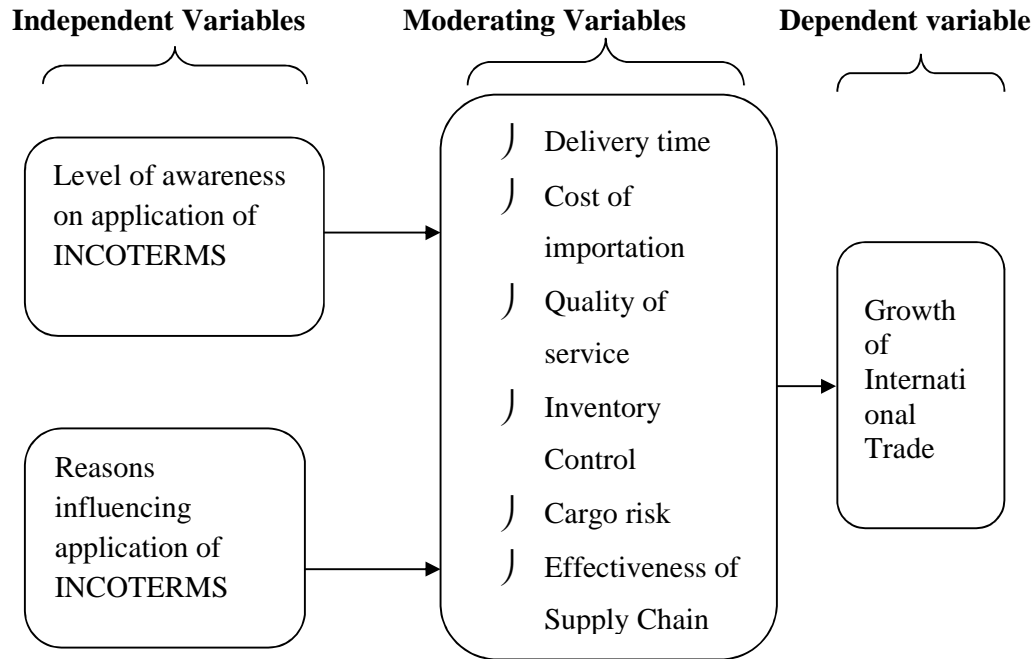 Independent Variables
Moderating Variables
Dependent variable
Level of awareness
on application of
INCOTERMS
Reasons
influencing
application of
INCOTERMS
Delivery time
Cost of
importation
Quality of
service
Inventory
Control
Cargo risk
Effectiveness of
Supply Chain
Growth
of
Internati
onal
Trade